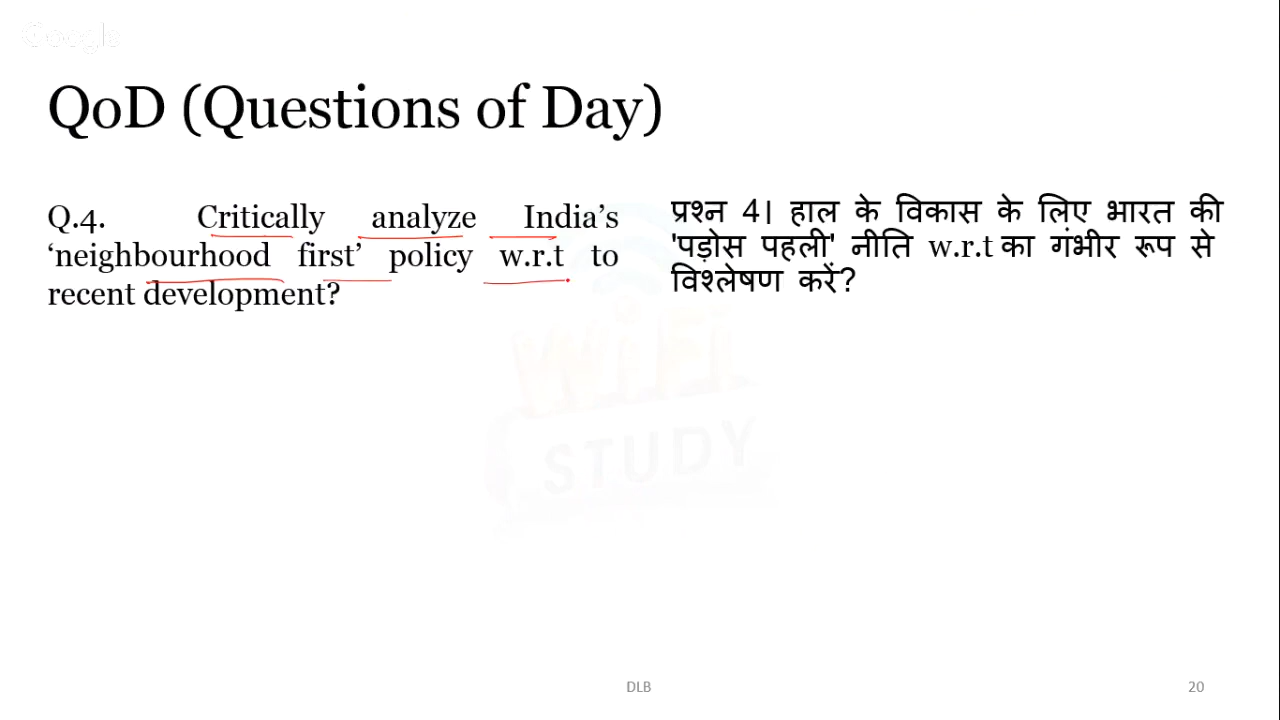 Google
QoD (Questions of Day)
Q.4. Critically analyze India’s
‘neighbourhood first’ policy w.r.t to
recent development?
प्रश्न 4। हाल के विकास के लिए भारत की
'पड़ोस पहली' नीति w.r.t का गंभीर रूप से
विश्लेषण करें?
WiFi
STUDY
DLB
20